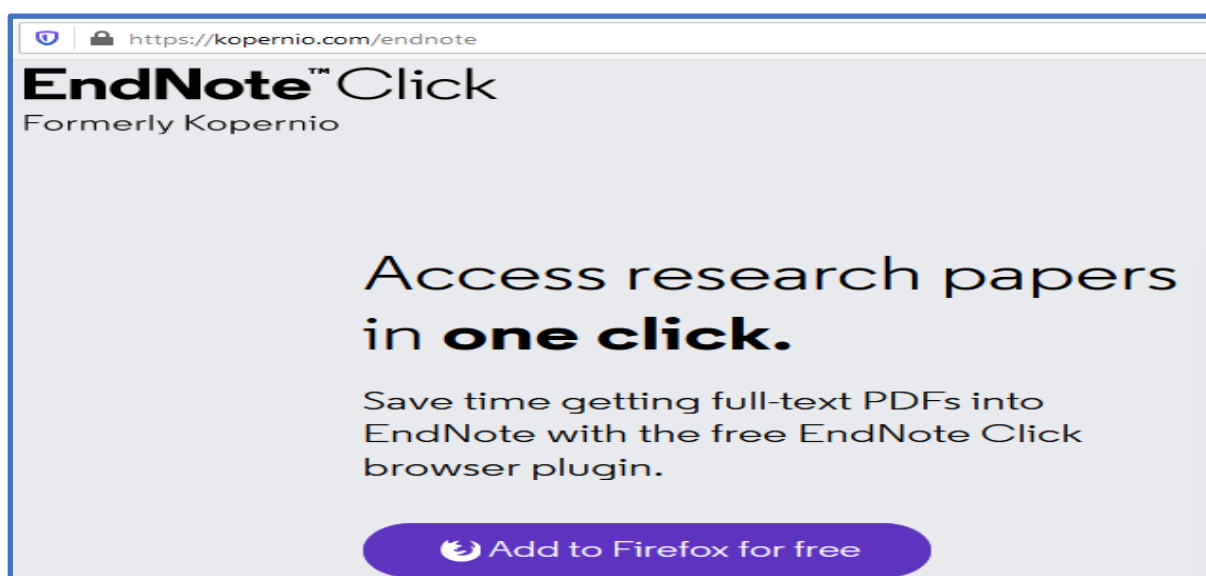 https://kopernio.com/endnote
EndNote™ Click
Formerly Kopernio
Access research papers
in one click.
Save time getting full-text PDFs into
EndNote with the free EndNote Click
browser plugin.
Add to Firefox for free